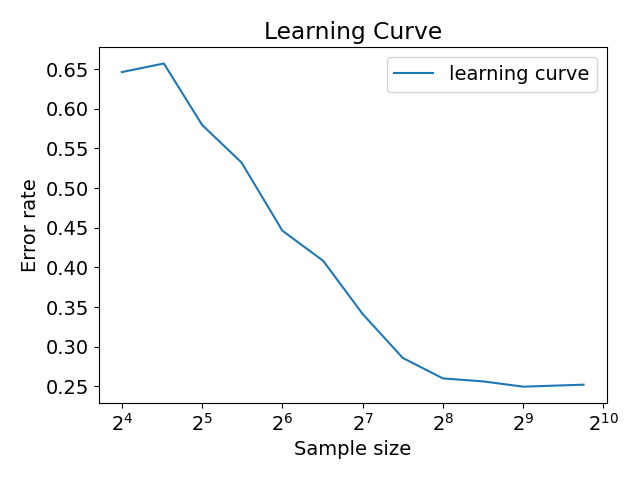 Learning Curve
learning curve
Error rate
0.65
0.60
0.55
0.50
0.45
0.40
0.35
0.30
0.25
2⁴ 2⁵ 2⁶ 2⁷ 2⁸ 2⁹ 2¹⁰
Sample size